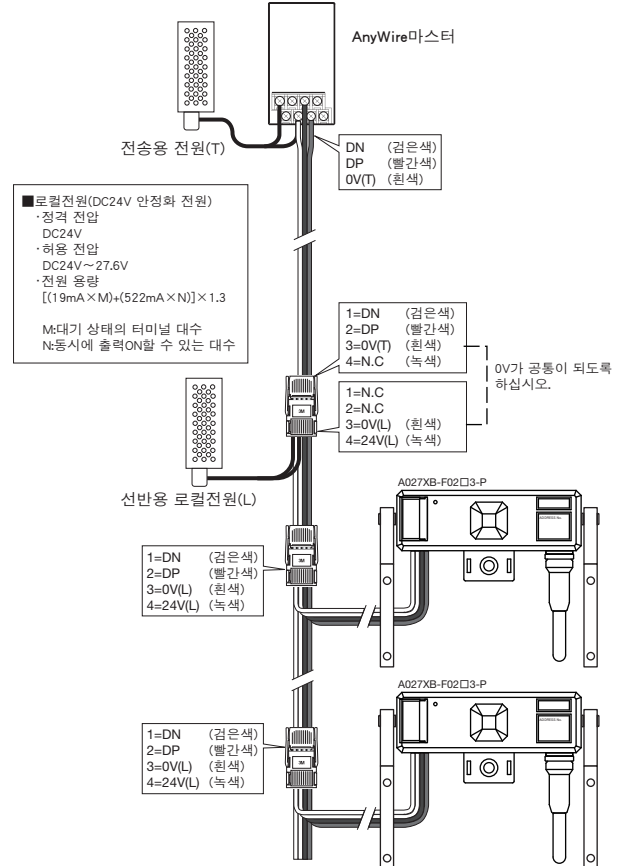 AnyWire마스터
전송용 전원(T)
DN (검은색)
DP (빨간색)
0V(T) (흰색)
■로컬전원(DC24V 안정화 전원)
·정격 전압
DC24V
·허용 전압
DC24V～27.6V
·전원 용량
[(19mA×M)+(522mA×N)]×1.3
M:대기 상태의 터미널 대수
N:동시에 출력ON할 수 있는 대수
1=DN (검은색)
2=DP (빨간색)
3=0V(T) (흰색)
4=N.C (녹색)
0V가 공통이 되도록
하십시오.
3M
1=N.C
2=N.C
3=0V(L) (흰색)
4=24V(L) (녹색)
선반용 로컬전원(L)
A027XB-F02□3-P
ADDRESS No.
1=DN (검은색)
2=DP (빨간색)
3=0V(L) (흰색)
4=24V(L) (녹색)
3M
A027XB-F02□3-P
ADDRESS No.
1=DN (검은색)
2=DP (빨간색)
3=0V(L) (흰색)
4=24V(L) (녹색)
3M